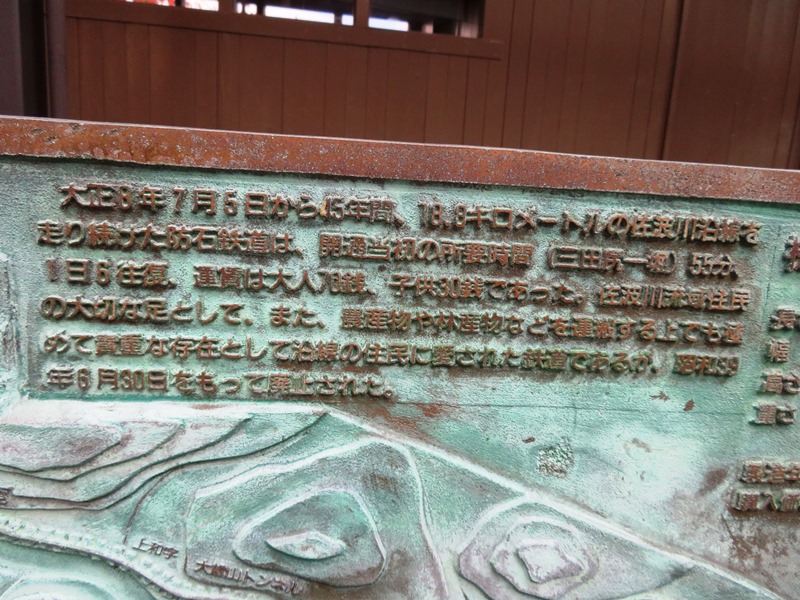 大正8年7月5日から45年間、18.8キロメートルの佐波川沿線を
走り続けた防石鉄道は、開通当初の所要時間(三田尻―堀)55分、
1日6往復、運賃は大人70銭、子供30銭であった。佐波川流域住民
の大切な足として、また、農産物や林産物などを運搬する上でも極
めて貴重な存在として沿線の住民に愛された鉄道であるが、昭和39
年6月30日をもって廃止された。
上和字
大崎山トンネル